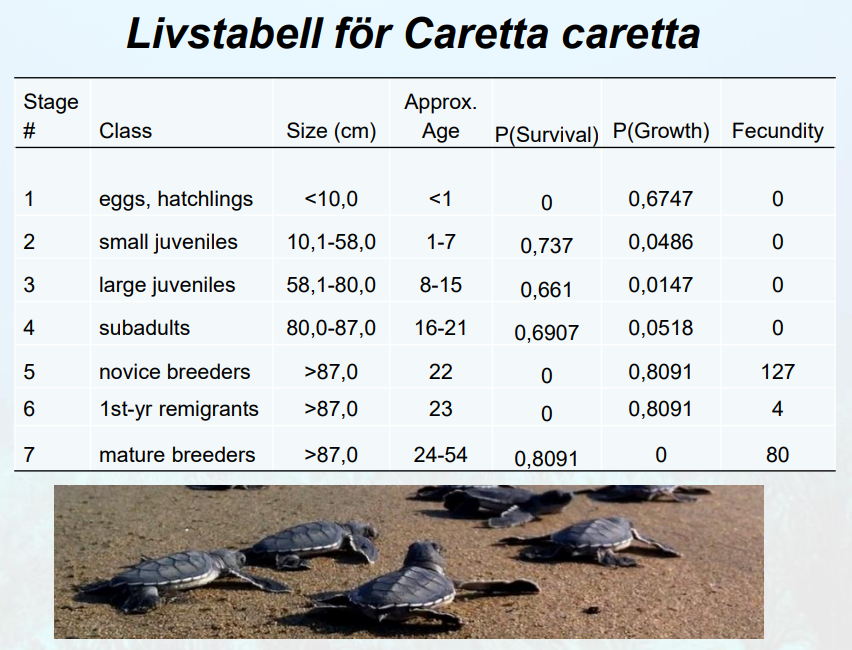 Livstabell för Caretta caretta
Stage # Class Size (cm) Approx. Age P(Survival) P(Growth) Fecundity
1 eggs, hatchlings <10,0 <1 0 0,6747 0
2 small juveniles 10,1-58,0 1-7 0,737 0,0486 0
3 large juveniles 58,1-80,0 8-15 0,661 0,0147 0
4 subadults 80,0-87,0 16-21 0,6907 0,0518 0
5 novice breeders >87,0 22 0 0,8091 127
6 1st-yr remigrants >87,0 23 0 0,8091 4
7 mature breeders >87,0 24-54 0,8091 0 80